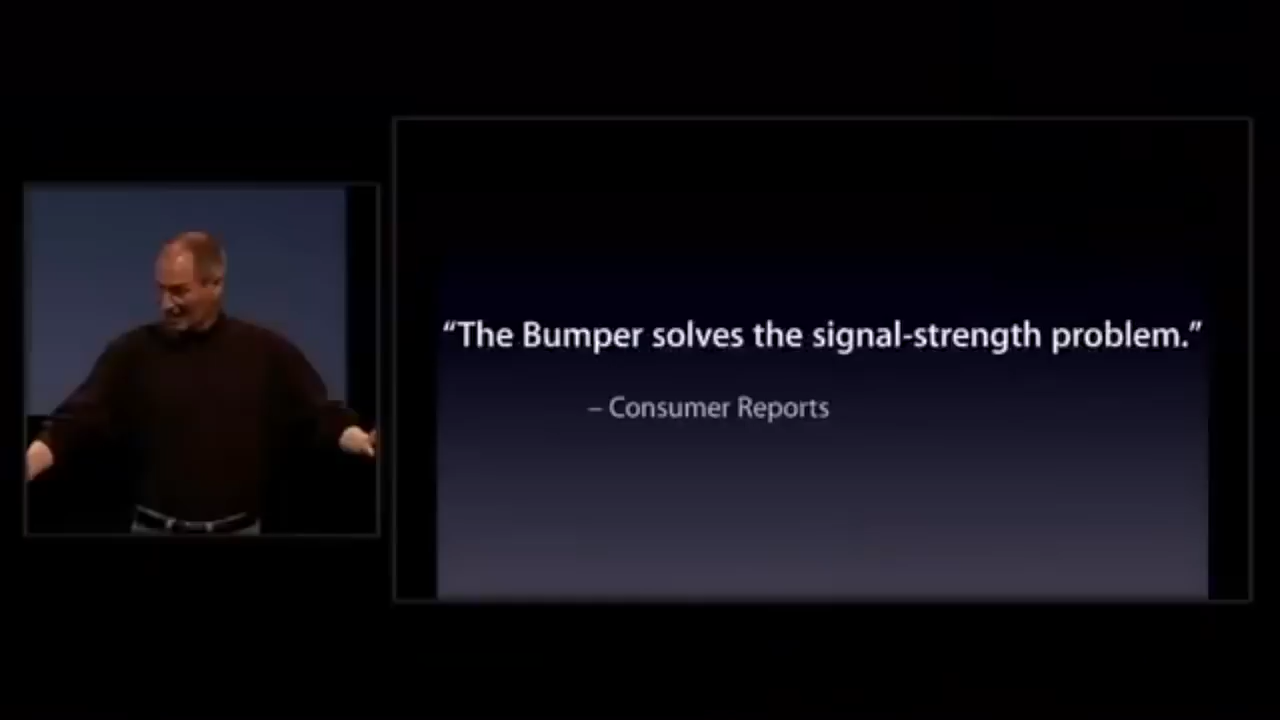 “The Bumper solves the signal-strength problem.”
– Consumer Reports